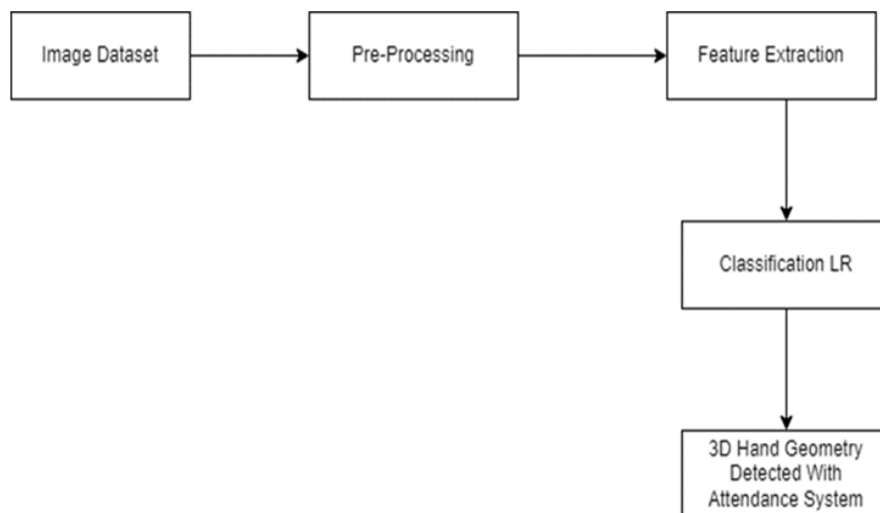 Image Dataset
Pre-Processing
Feature Extraction
Classification LR
3D Hand Geometry
Detected With
Attendance System